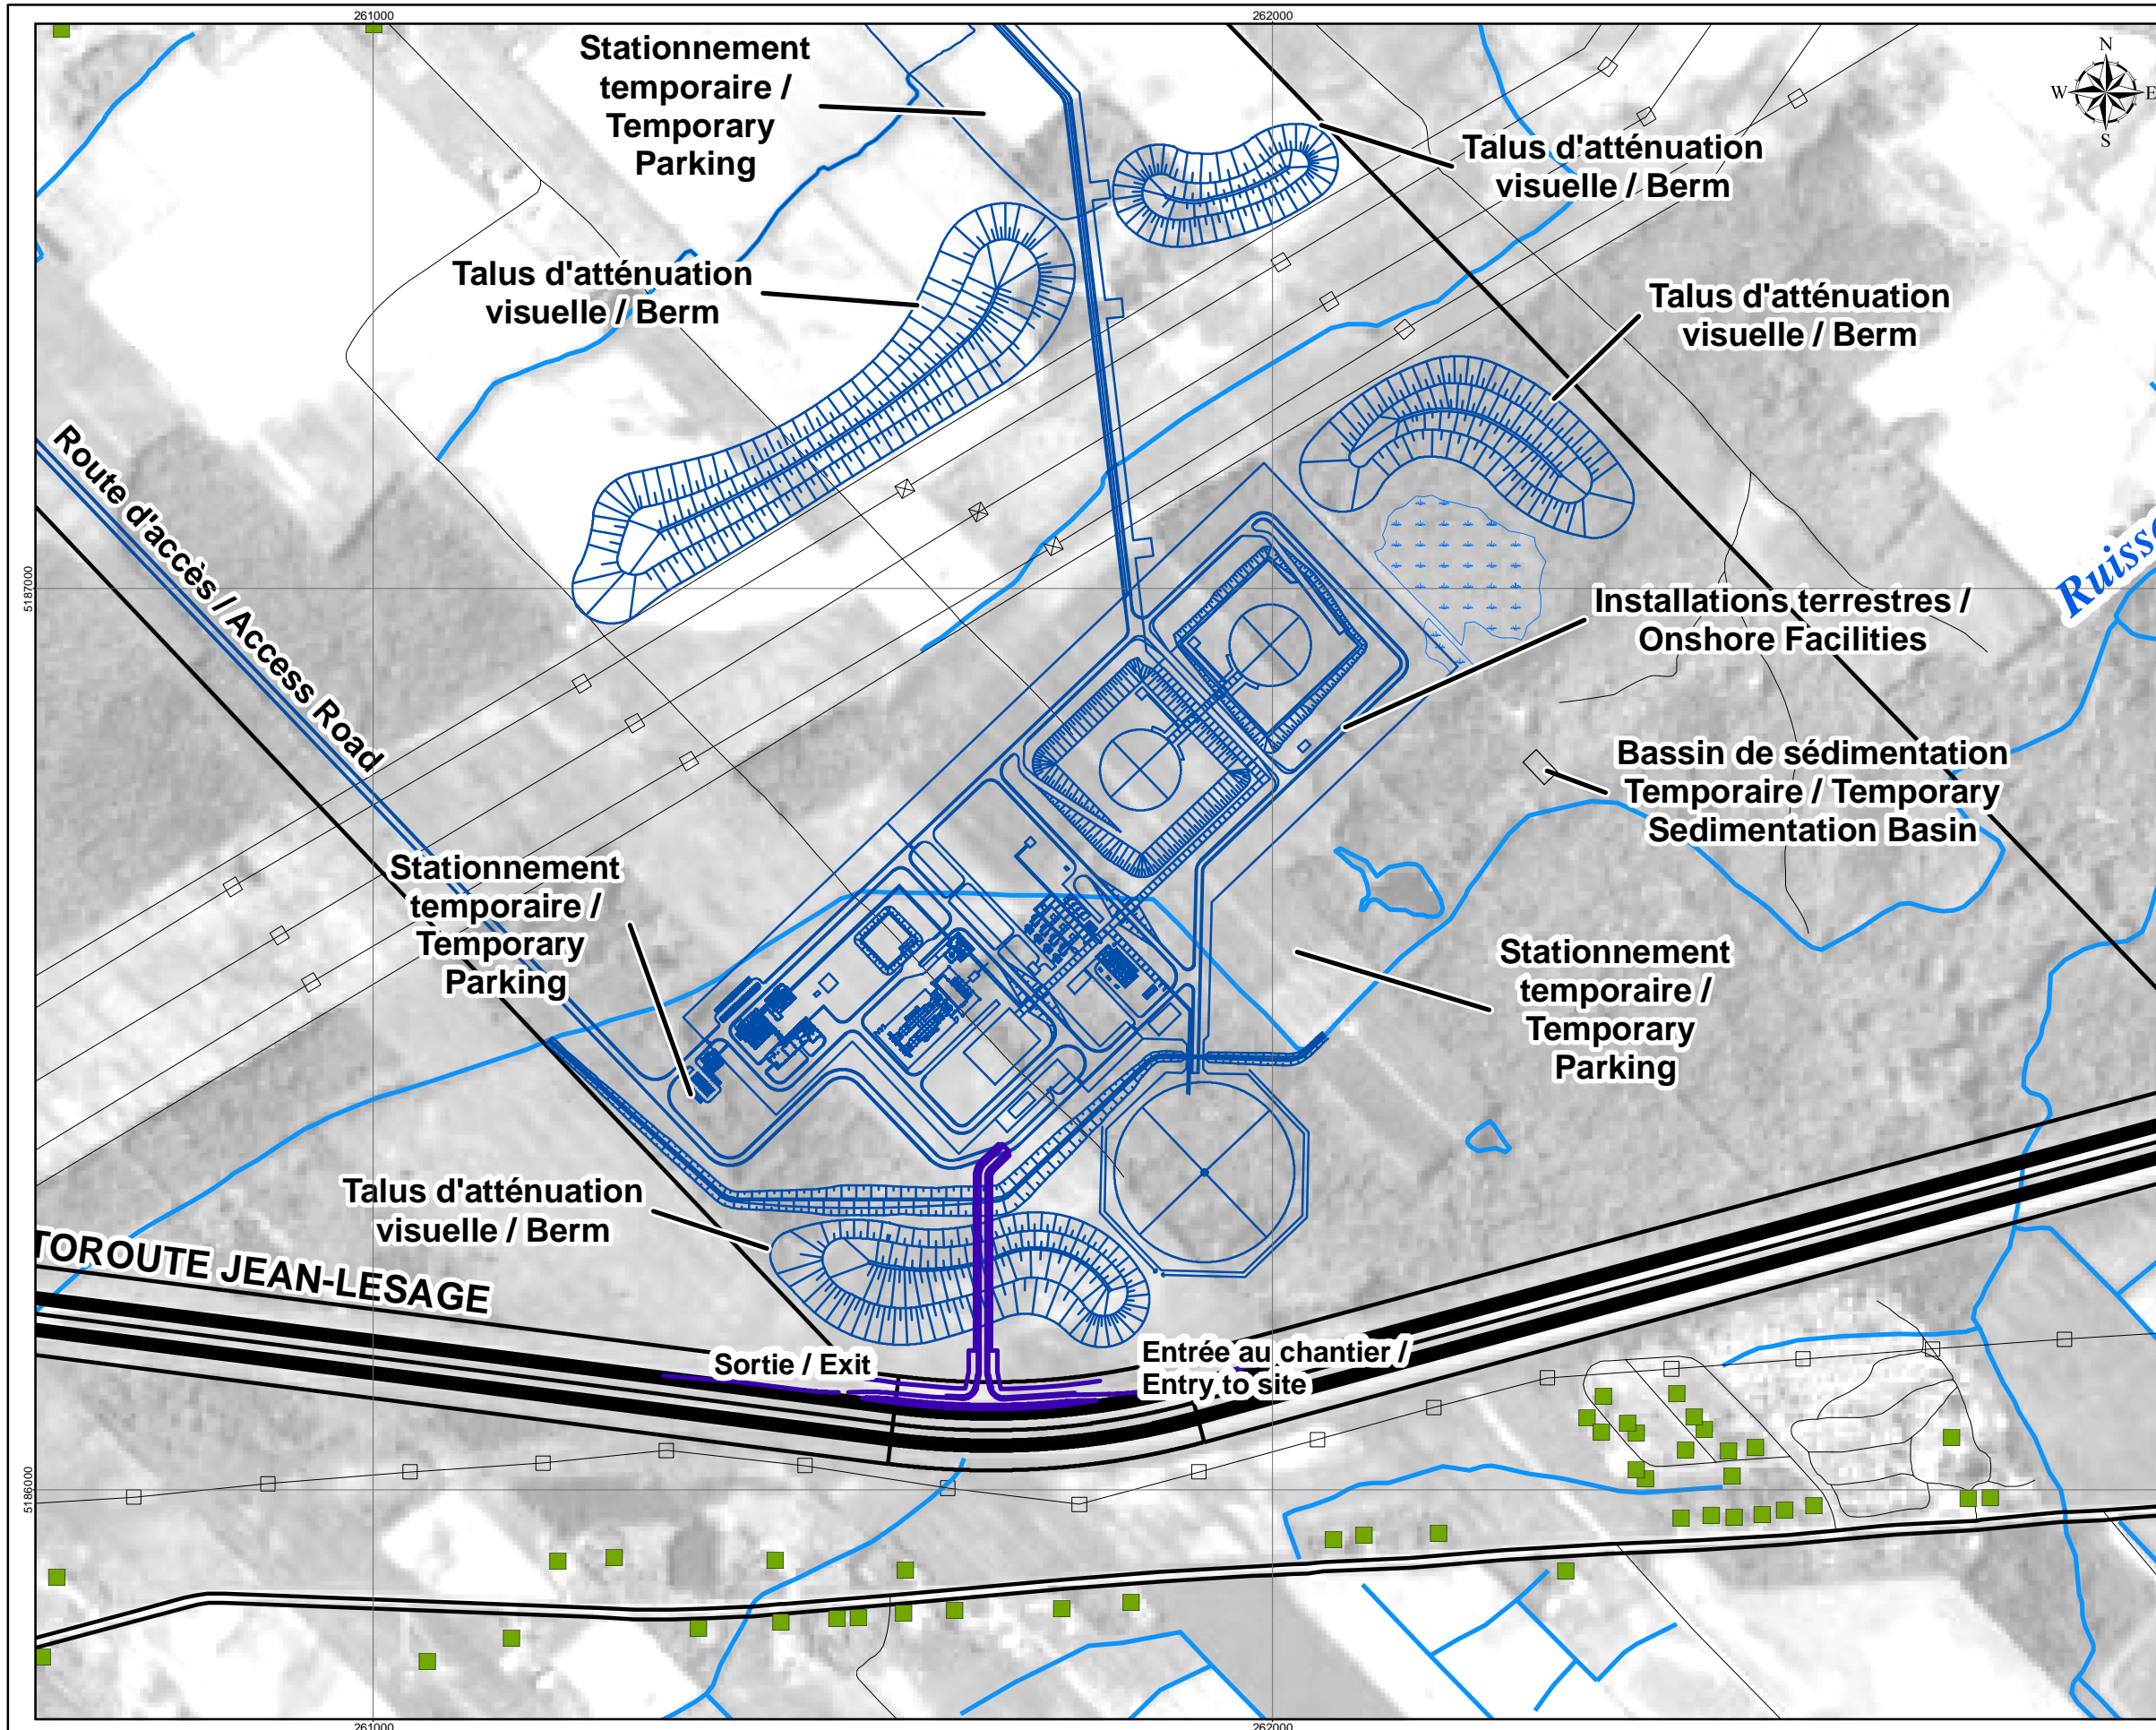 261000
262000
Stationnement
temporaire /
Temporary
Parking
N
W
E
S
Talus d'atténuation
visuelle / Berm
Talus d'atténuation
visuelle / Berm
Talus d'atténuation
visuelle / Berm
Route d'accès / Access Road
Ruiss
5187000
Installations terrestres /
Onshore Facilities
Bassin de sédimentation
Temporaire / Temporary
Sedimentation Basin
Stationnement
temporaire /
Temporary
Parking
Stationnement
temporaire /
Temporary
Parking
Talus d'atténuation
visuelle / Berm
TOROUTE JEAN-LESAGE
Sortie / Exit
Entrée au chantier /
Entry to site
5186000
261000
262000